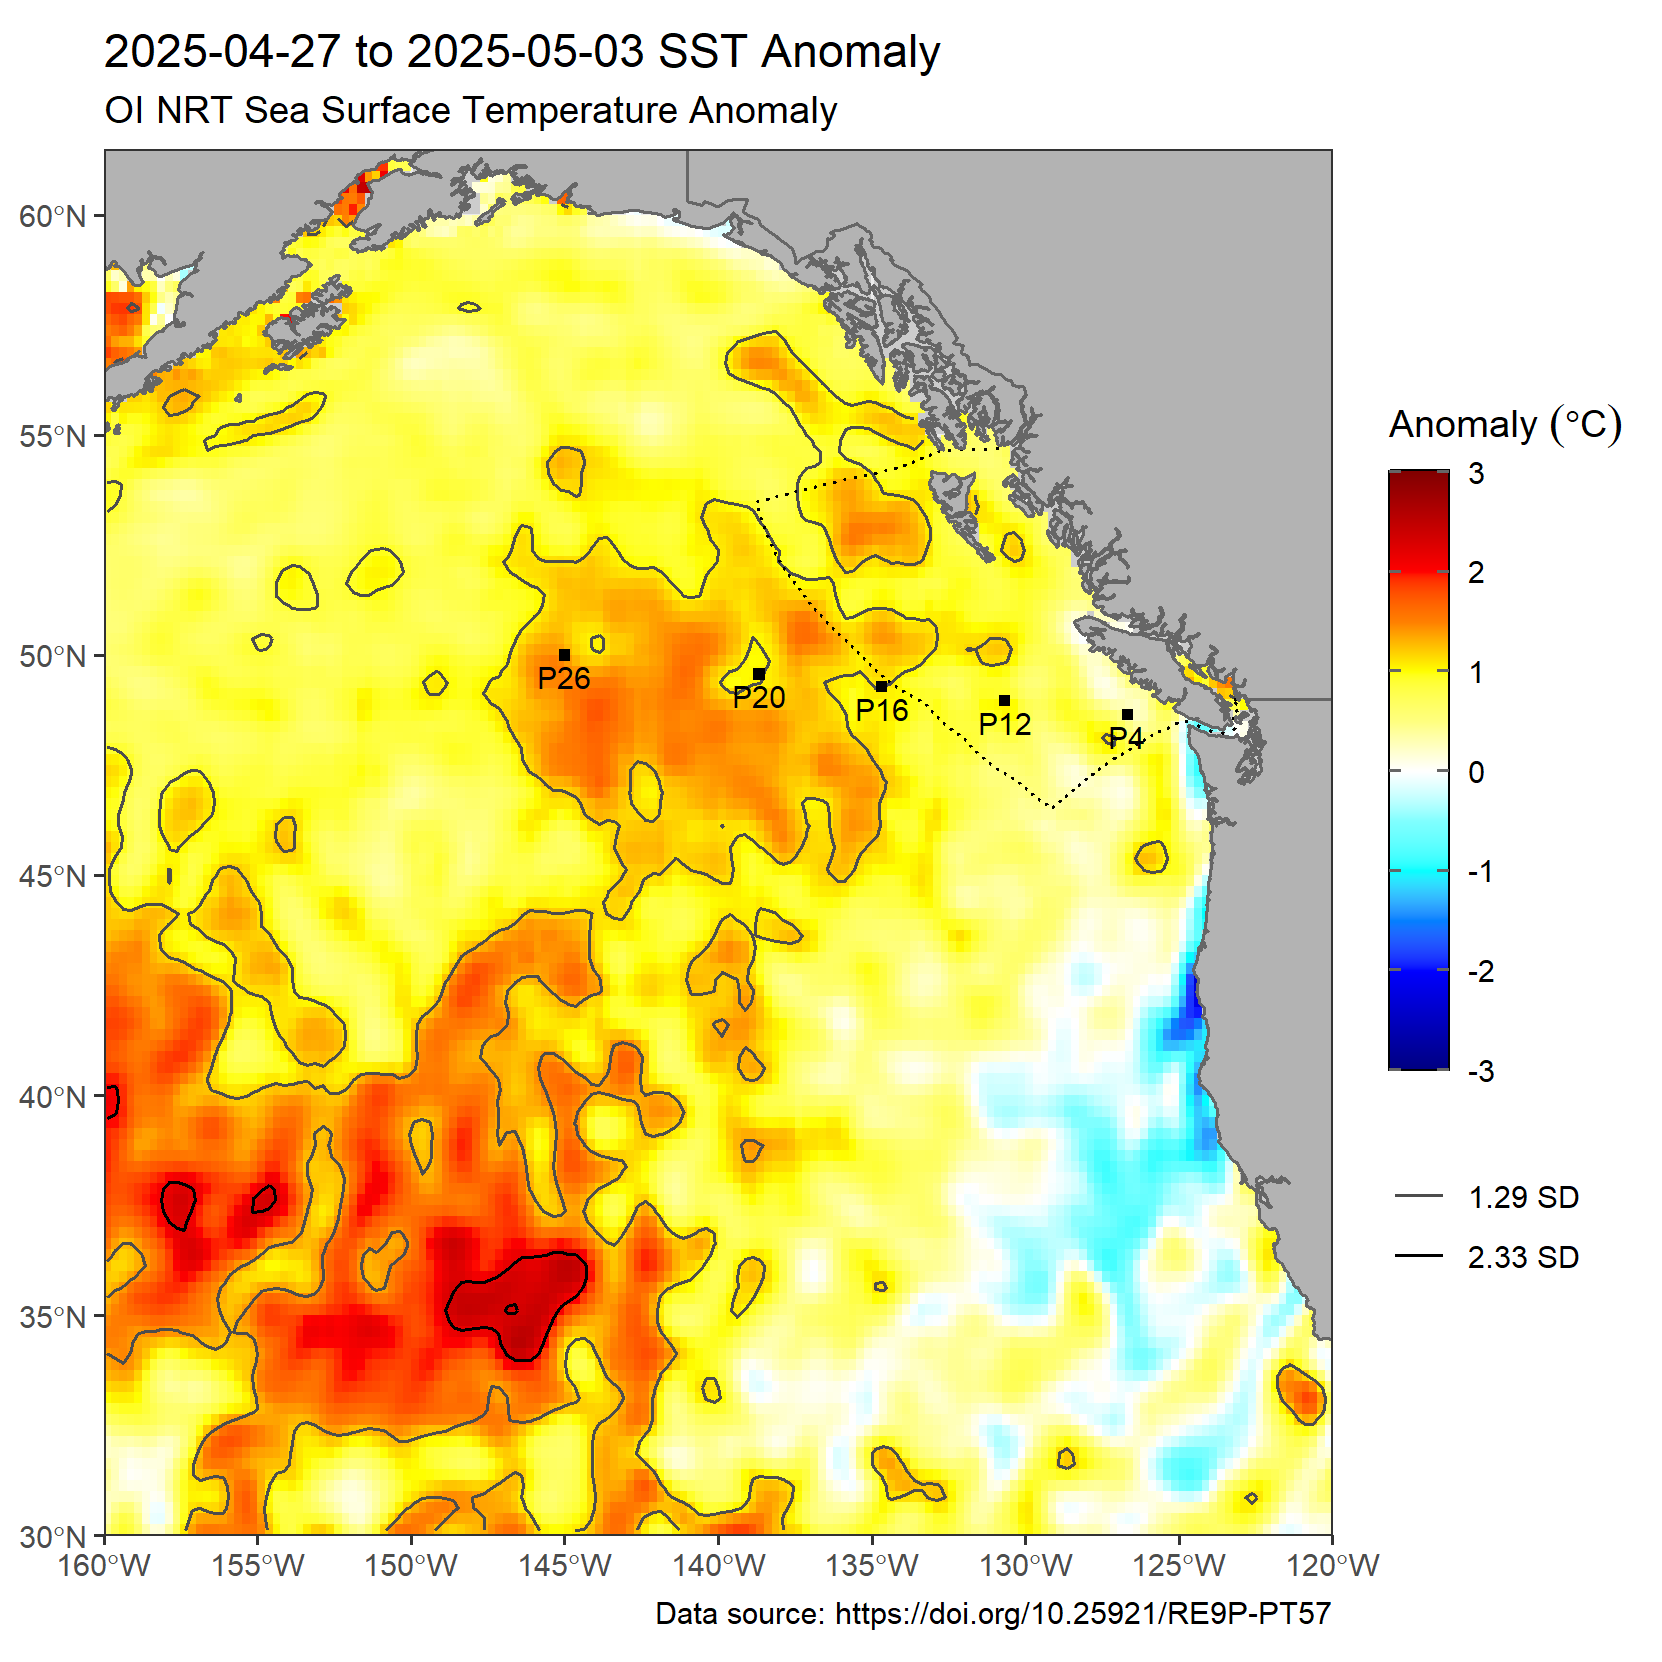 2025-04-27 to 2025-05-03 SST Anomaly
OI NRT Sea Surface Temperature Anomaly
60°N
55°N
50°N
45°N
40°N
35°N
30°N
P26
P20
P16
P12
P4
160°W
155°W
150°W
145°W
140°W
135°W
130°W
125°W
120°W
Anomaly (°C)
3
2
1
0
-1
-2
-3
1.29 SD
2.33 SD
Data source: https://doi.org/10.25921/RE9P-PT57